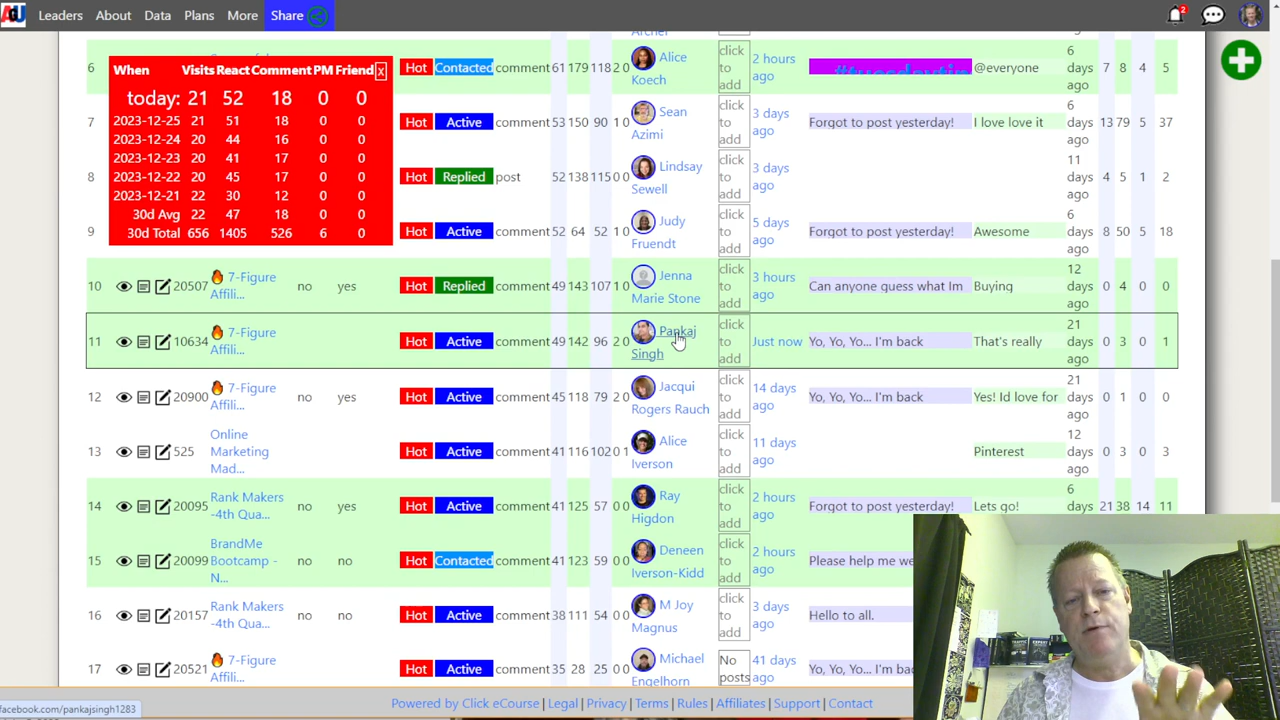 AGU Leaders About Data Plans More Share 2
Archer
6 Hot Contacted comment 61 179 118 2 0 Alice Koech click to add 2 hours ago #tuesdaytip @everyone 6 days 7 8 4 5
When Visits React Comment PM Friend x
today: 21 52 18 0 0
2023-12-25 21 51 18 0 0
2023-12-24 20 44 16 0 0
2023-12-23 20 41 17 0 0
2023-12-22 20 45 17 0 0
2023-12-21 22 30 12 0 0
30d Avg 22 47 18 0 0
30d Total 656 1405 526 6 0
7 Hot Active comment 53 150 90 1 0 Sean Azimi click to add 3 days ago Forgot to post yesterday! I love love it 6 days ago 13 79 5 37
8 Hot Replied post 52 138 115 0 0 Lindsay Sewell click to add 3 days ago 11 days ago 4 5 1 2
9 Hot Active comment 52 64 52 1 0 Judy Fruendt click to add 5 days ago Forgot to post yesterday! Awesome 6 days ago 8 50 5 18
10 20507 7-Figure Affili... no yes Hot Replied comment 49 143 107 1 0 Jenna Marie Stone click to add 3 hours ago Can anyone guess what Im Buying 12 days ago 0 4 0 0
11 10634 7-Figure Affili... no yes Hot Active comment 49 142 96 2 0 Pankaj Singh click to add Just now Yo, Yo, Yo... I'm back That's really 21 days ago 0 3 0 1
12 20900 7-Figure Affili... no yes Hot Active comment 45 118 79 2 0 Jacqui Rogers Rauch click to add 14 days ago Yo, Yo, Yo... I'm back Yes! Id love for 21 days ago 0 1 0 0
13 525 Online Marketing Mad... Hot Active comment 41 116 102 0 1 Alice Iverson click to add 11 days ago Pinterest 12 days ago 0 3 0 3
14 20095 Rank Makers -4th Qua... no yes Hot Active comment 41 125 57 0 0 Ray Higdon click to add 2 hours ago Forgot to post yesterday! Lets go! 6 days 21 38 14 11
15 20099 BrandMe Bootcamp - N... no no Hot Contacted comment 41 123 59 0 0 Deneen Iverson-Kidd click to add 2 hours ago Please help me we
16 20157 Rank Makers -4th Qua... no no Hot Active comment 38 111 54 0 0 M Joy Magnus click to add 3 days ago Hello to all.
17 20521 7-Figure Affili... Hot Active comment 35 28 25 0 0 Michael Engelhorn No posts 41 days ago Yo, Yo, Yo... I'm ba
Powered by Click eCourse | Legal | Privacy | Terms | Rules | Affiliates | Support | Contact
facebook.com/pankajsingh1283